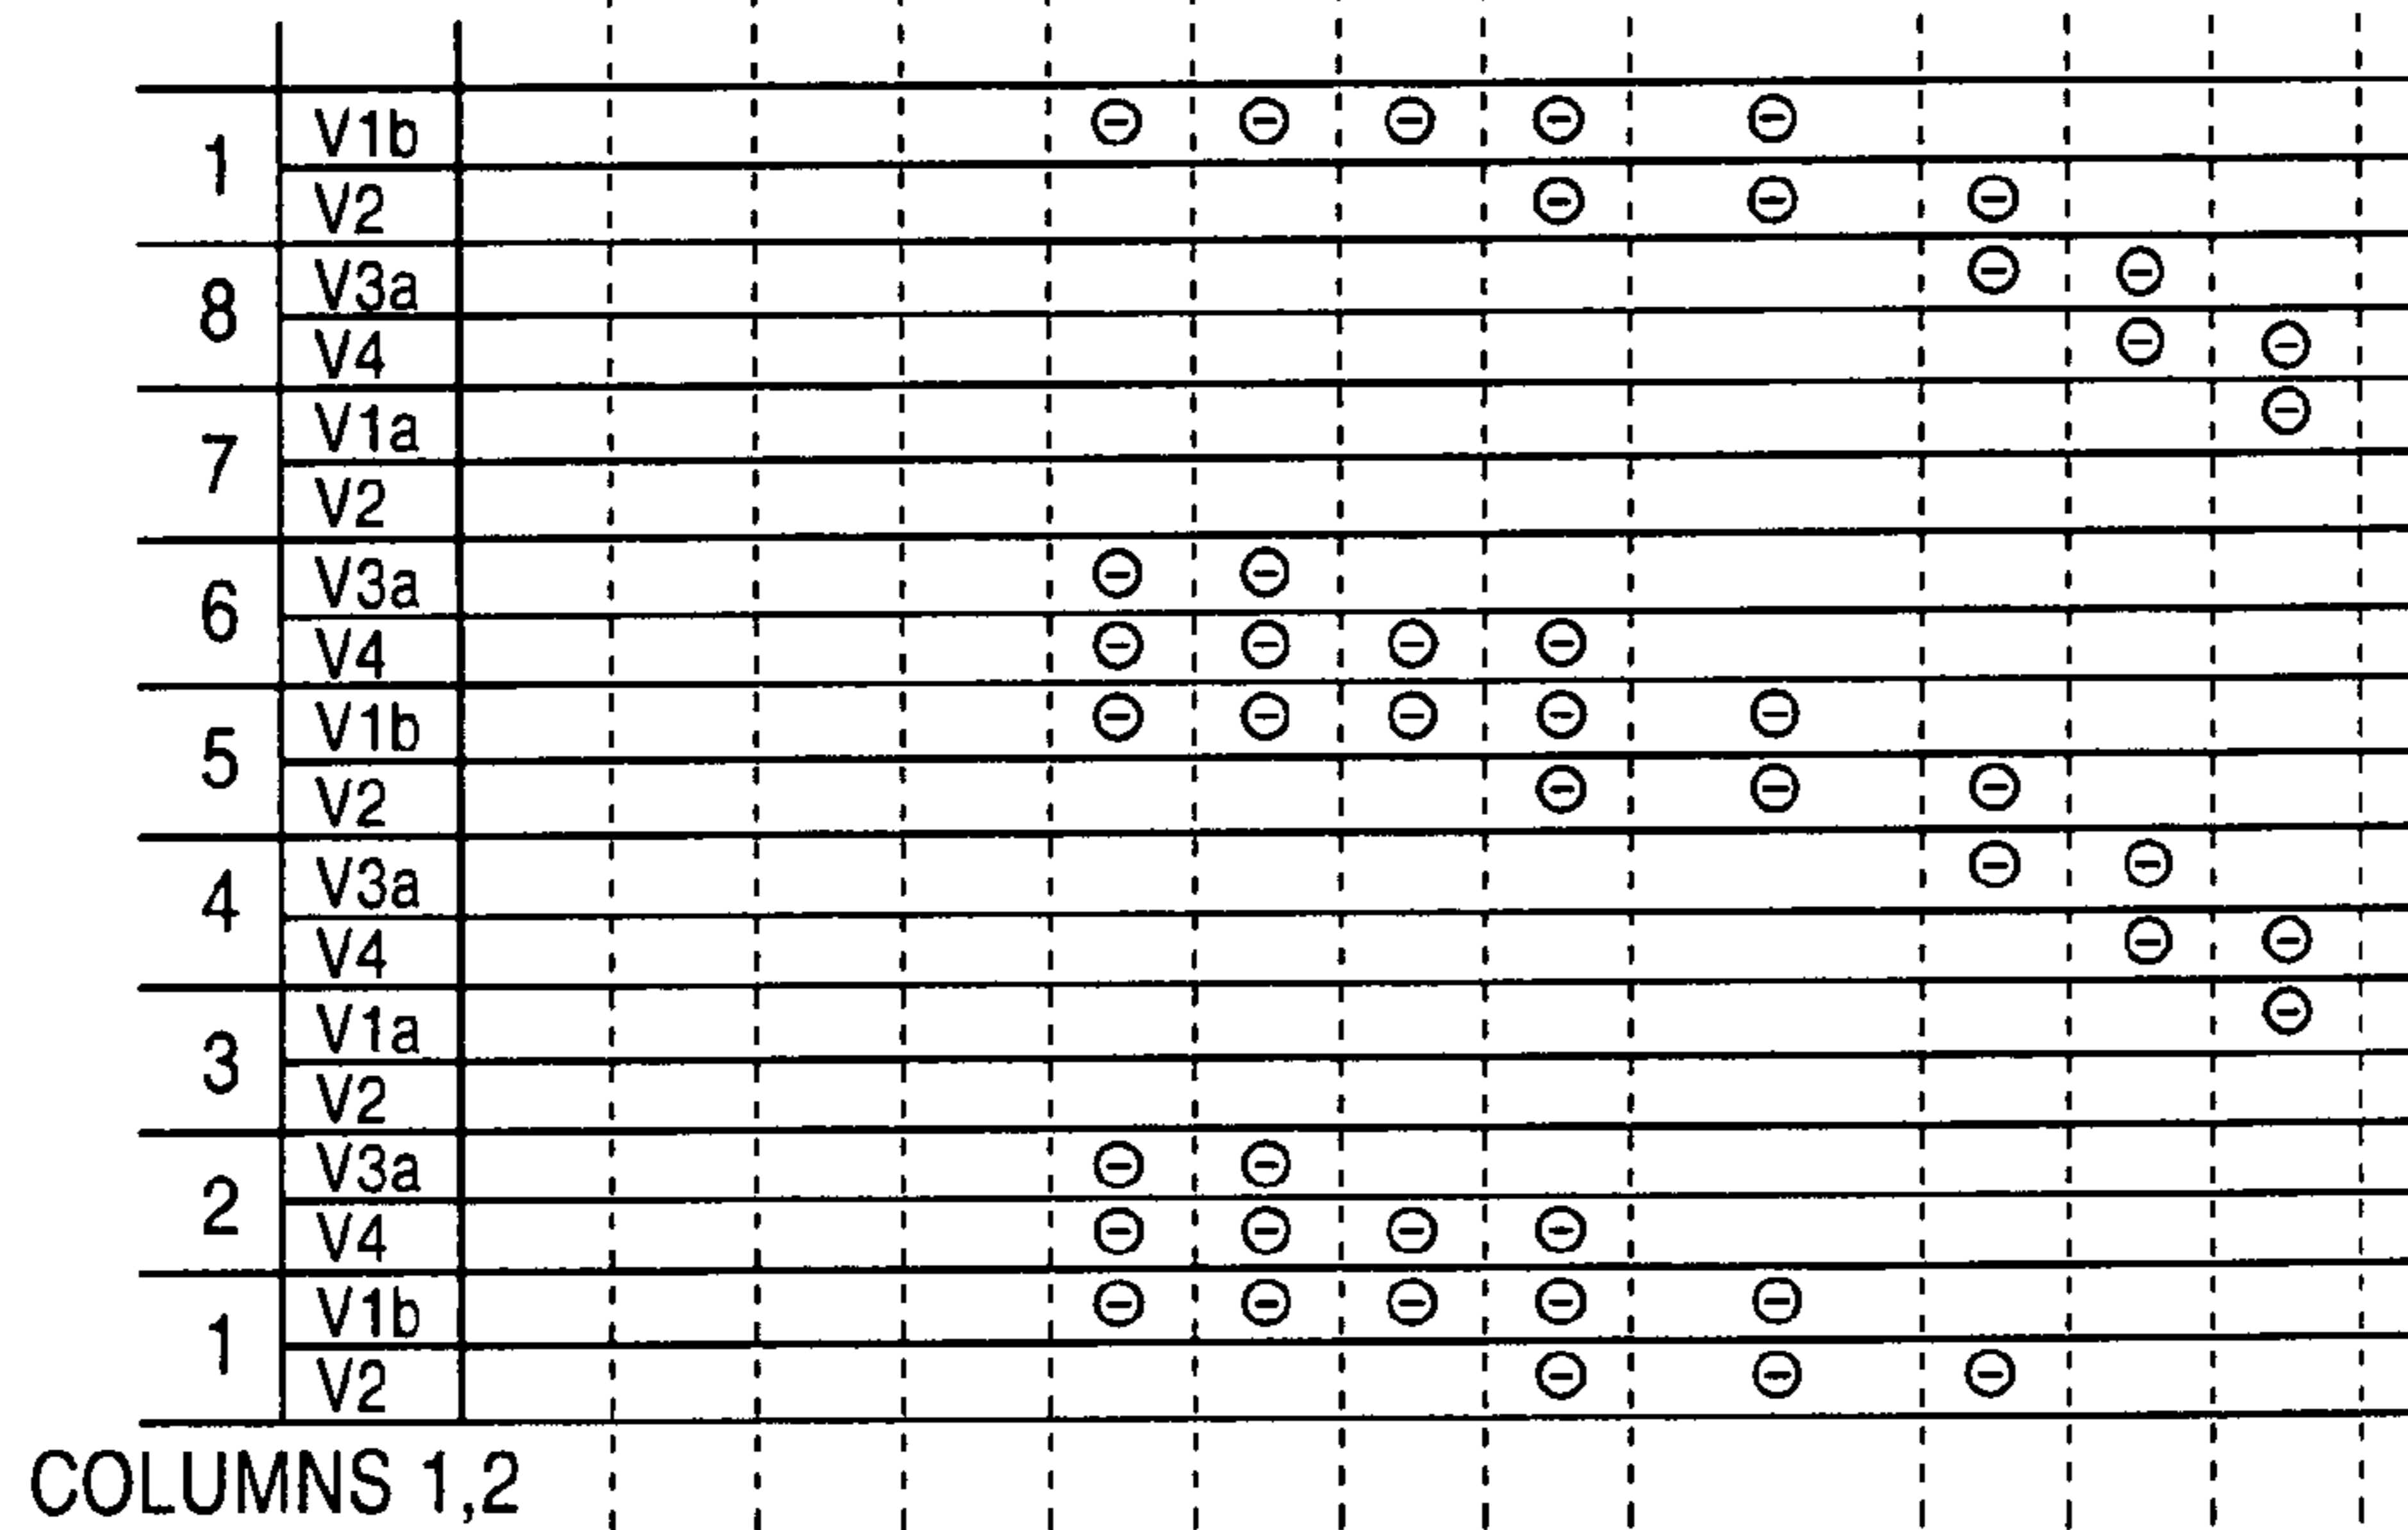 1 V1b ⊖ ⊖ ⊖ ⊖ ⊖
V2 ⊖ ⊖ ⊖
8 V3a ⊖ ⊖
V4 ⊖ ⊖
7 V1a ⊖
V2
6 V3a ⊖ ⊖
V4 ⊖ ⊖ ⊖ ⊖
5 V1b ⊖ ⊖ ⊖ ⊖ ⊖
V2 ⊖ ⊖ ⊖
4 V3a ⊖ ⊖
V4 ⊖ ⊖
3 V1a ⊖
V2
2 V3a ⊖ ⊖
V4 ⊖ ⊖ ⊖ ⊖
1 V1b ⊖ ⊖ ⊖ ⊖ ⊖
V2 ⊖ ⊖ ⊖
COLUMNS 1,2